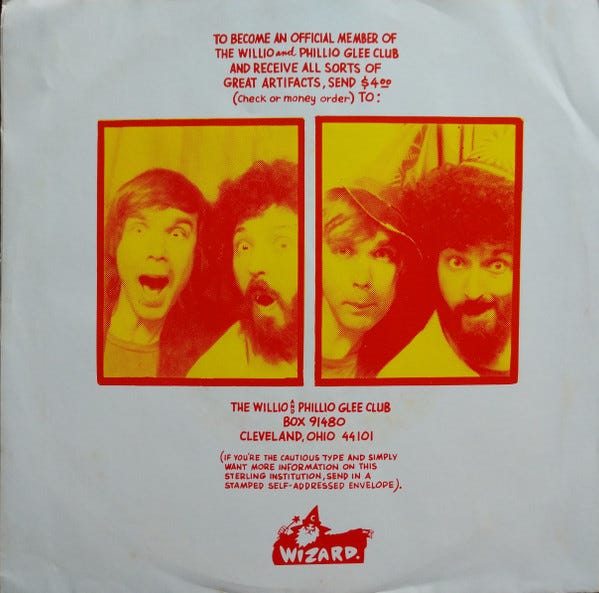 TO BECOME AN OFFICIAL MEMBER OF
THE WILLIO and PHILLIO GLEE CLUB
AND RECEIVE ALL SORTS OF
GREAT ARTIFACTS, SEND $4.00
(check or money order) TO:
THE WILLIO AND PHILLIO GLEE CLUB
BOX 91480
CLEVELAND, OHIO 44101
(IF YOU'RE THE CAUTIOUS TYPE AND SIMPLY
WANT MORE INFORMATION ON THIS
STERLING INSTITUTION, SEND IN A
STAMPED SELF-ADDRESSED ENVELOPE).
WIZARD.